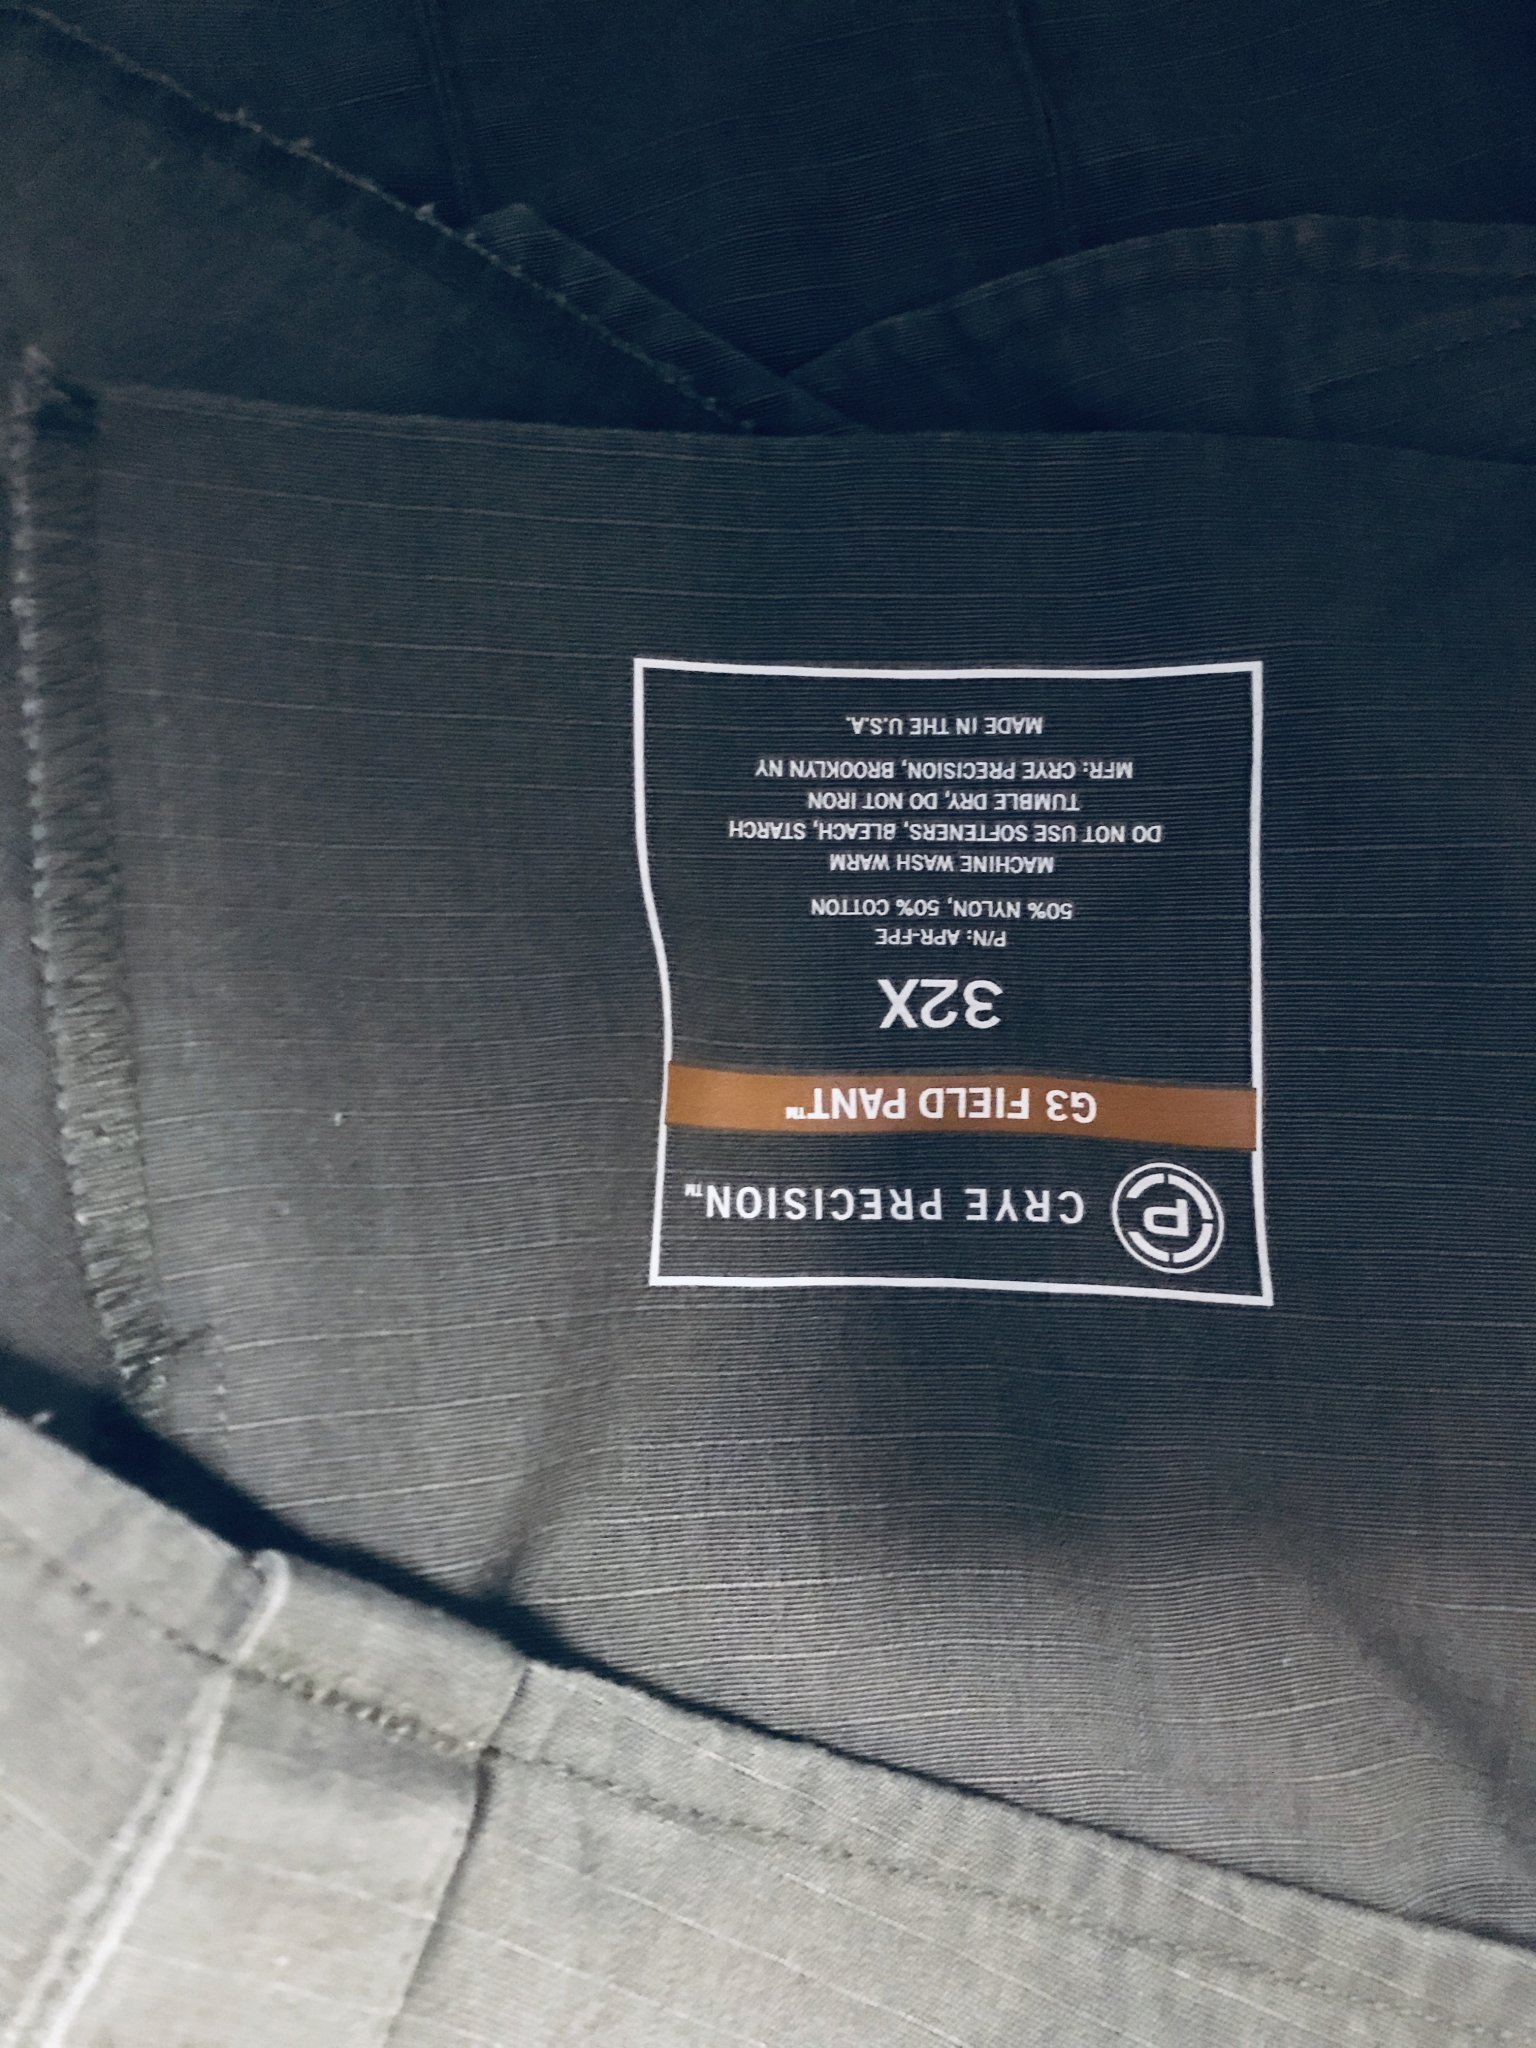 CRYE PRECISION™
G3 FIELD PANT™
32X
P/N: APR-FPE
50% NYLON, 50% COTTON
MACHINE WASH WARM
DO NOT USE SOFTENERS, BLEACH, STARCH
TUMBLE DRY, DO NOT IRON
MFR: CRYE PRECISION, BROOKLYN NY
MADE IN THE U.S.A.